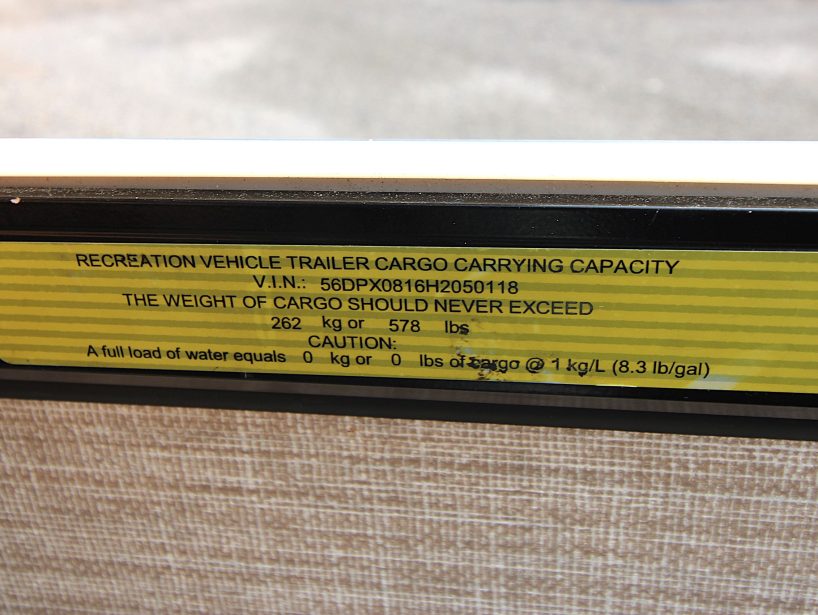 RECREATION VEHICLE TRAILER CARGO CARRYING CAPACITY
V.I.N.: 56DPX0816H2050118
THE WEIGHT OF CARGO SHOULD NEVER EXCEED
262 kg or 578 lbs
CAUTION:
A full load of water equals 0 kg or 0 lbs of cargo @ 1 kg/L (8.3 lb/gal)